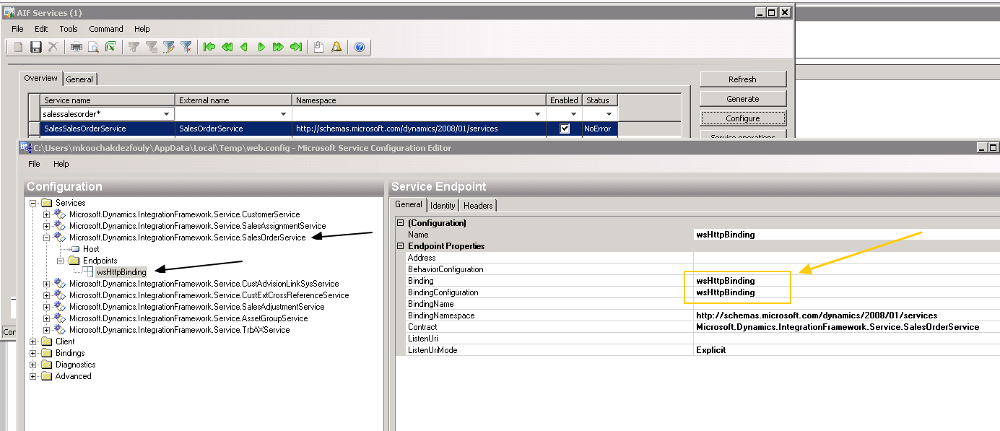 AIF Services (1)
File Edit Tools Command Help
Overview General
Refresh
Generate
Configure
Service operations
Service name External name Namespace Enabled Status
salessalesorder*
SalesSalesOrderService SalesOrderService http://schemas.microsoft.com/dynamics/2008/01/services NoError
C:\Users\mkoochakdezfouly\AppData\Local\Temp\web.config - Microsoft Service Configuration Editor
File Help
Configuration
Services
Microsoft.Dynamics.IntegrationFramework.Service.CustomerService
Microsoft.Dynamics.IntegrationFramework.Service.SalesAssignmentService
Microsoft.Dynamics.IntegrationFramework.Service.SalesOrderService
Host
Endpoints
wsHttpBinding
Microsoft.Dynamics.IntegrationFramework.Service.CustAdvisionLinkSysService
Microsoft.Dynamics.IntegrationFramework.Service.CustExtCrossReferenceService
Microsoft.Dynamics.IntegrationFramework.Service.SalesAdjustmentService
Microsoft.Dynamics.IntegrationFramework.Service.AssetGroupService
Microsoft.Dynamics.IntegrationFramework.Service.TrbAXService
Client
Bindings
Diagnostics
Advanced
Service Endpoint
General Identity Headers
(Configuration)
Name wsHttpBinding
Endpoint Properties
Address
BehaviorConfiguration
Binding wsHttpBinding
BindingConfiguration wsHttpBinding
BindingName
BindingNamespace http://schemas.microsoft.com/dynamics/2008/01/services
Contract Microsoft.Dynamics.IntegrationFramework.Service.SalesOrderService
ListenUri
ListenUriMode Explicit